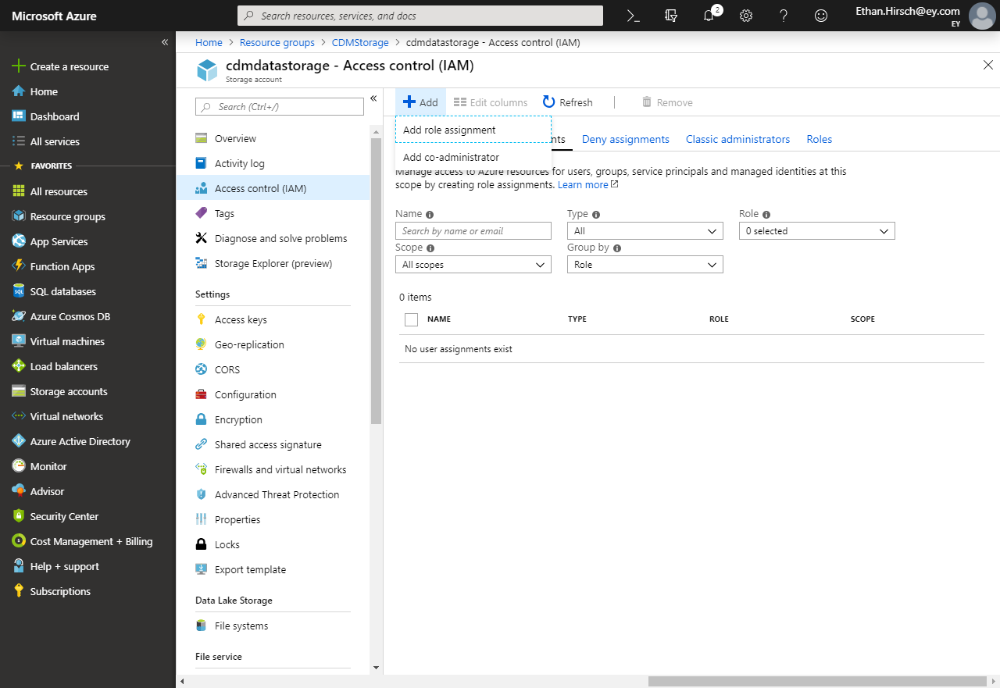 Microsoft Azure
Search resources, services, and docs
2
Ethan.Hirsch@ey.com
EY
Create a resource
Home
Dashboard
All services
FAVORITES
All resources
Resource groups
App Services
Function Apps
SQL databases
Azure Cosmos DB
Virtual machines
Load balancers
Storage accounts
Virtual networks
Azure Active Directory
Monitor
Advisor
Security Center
Cost Management + Billing
Help + support
Subscriptions
Home > Resource groups > CDMStorage > cdmdatastorage - Access control (IAM)
cdmdatastorage - Access control (IAM)
Storage account
Search (Ctrl+/)
Overview
Activity log
Access control (IAM)
Tags
Diagnose and solve problems
Storage Explorer (preview)
Settings
Access keys
Geo-replication
CORS
Configuration
Encryption
Shared access signature
Firewalls and virtual networks
Advanced Threat Protection
Properties
Locks
Export template
Data Lake Storage
File systems
File service
Add Edit columns Refresh Remove
Add role assignment
Add co-administrator
nts Deny assignments Classic administrators Roles
Manage access to Azure resources for users, groups, service principals and managed identities at this
scope by creating role assignments. Learn more
Name Type Role
Search by name or email All 0 selected
Scope Group by
All scopes Role
0 items
NAME TYPE ROLE SCOPE
No user assignments exist